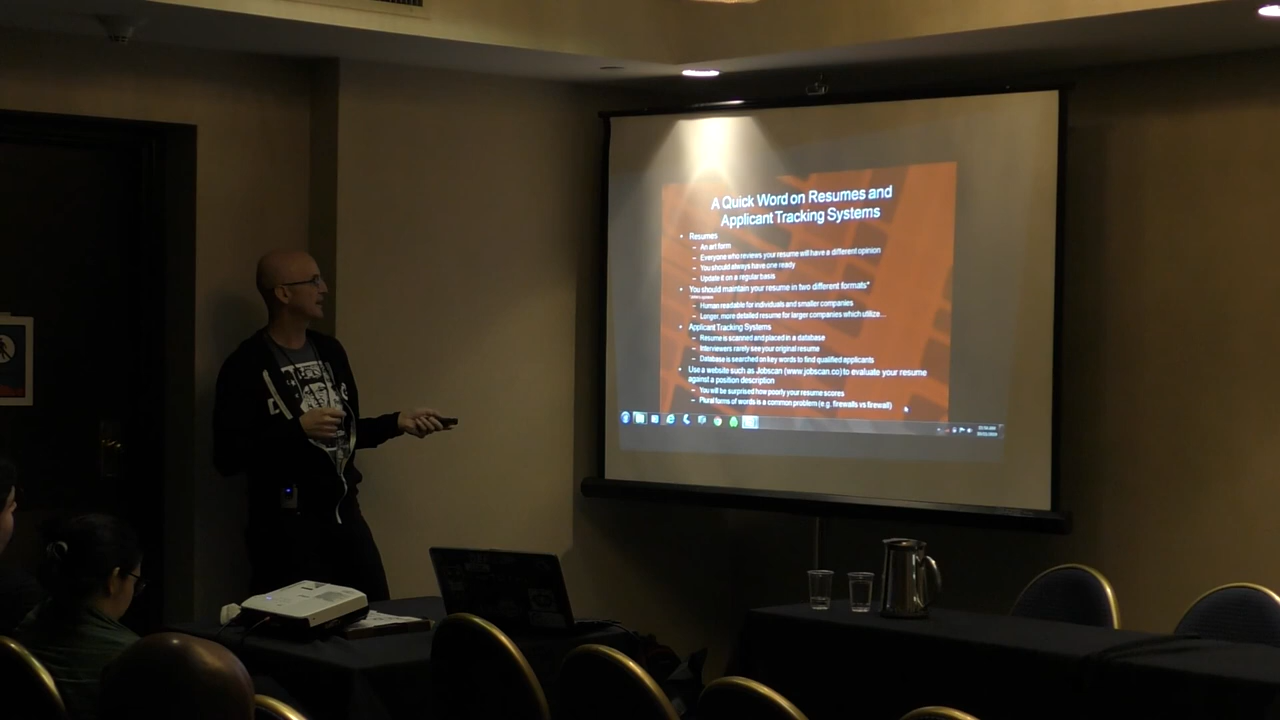 A Quick Word on Resumes and
Applicant Tracking Systems
• Resumes
– An art form
– Everyone who reviews your resume will have a different opinion
– You should always have one ready
– Update it on a regular basis
• You should maintain your resume in two different formats*
– Human readable for individuals and smaller companies
– Longer, more detailed resume for larger companies which utilize…
• Applicant Tracking Systems
– Resume is scanned and placed in a database
– Interviewers rarely see your original resume
– Database is searched on key words to find qualified applicants
• Use a website such as Jobscan (www.jobscan.co) to evaluate your resume
against a position description
– You will be surprised how poorly your resume scores
– Plural forms of words is a common problem (e.g. firewalls vs firewall)